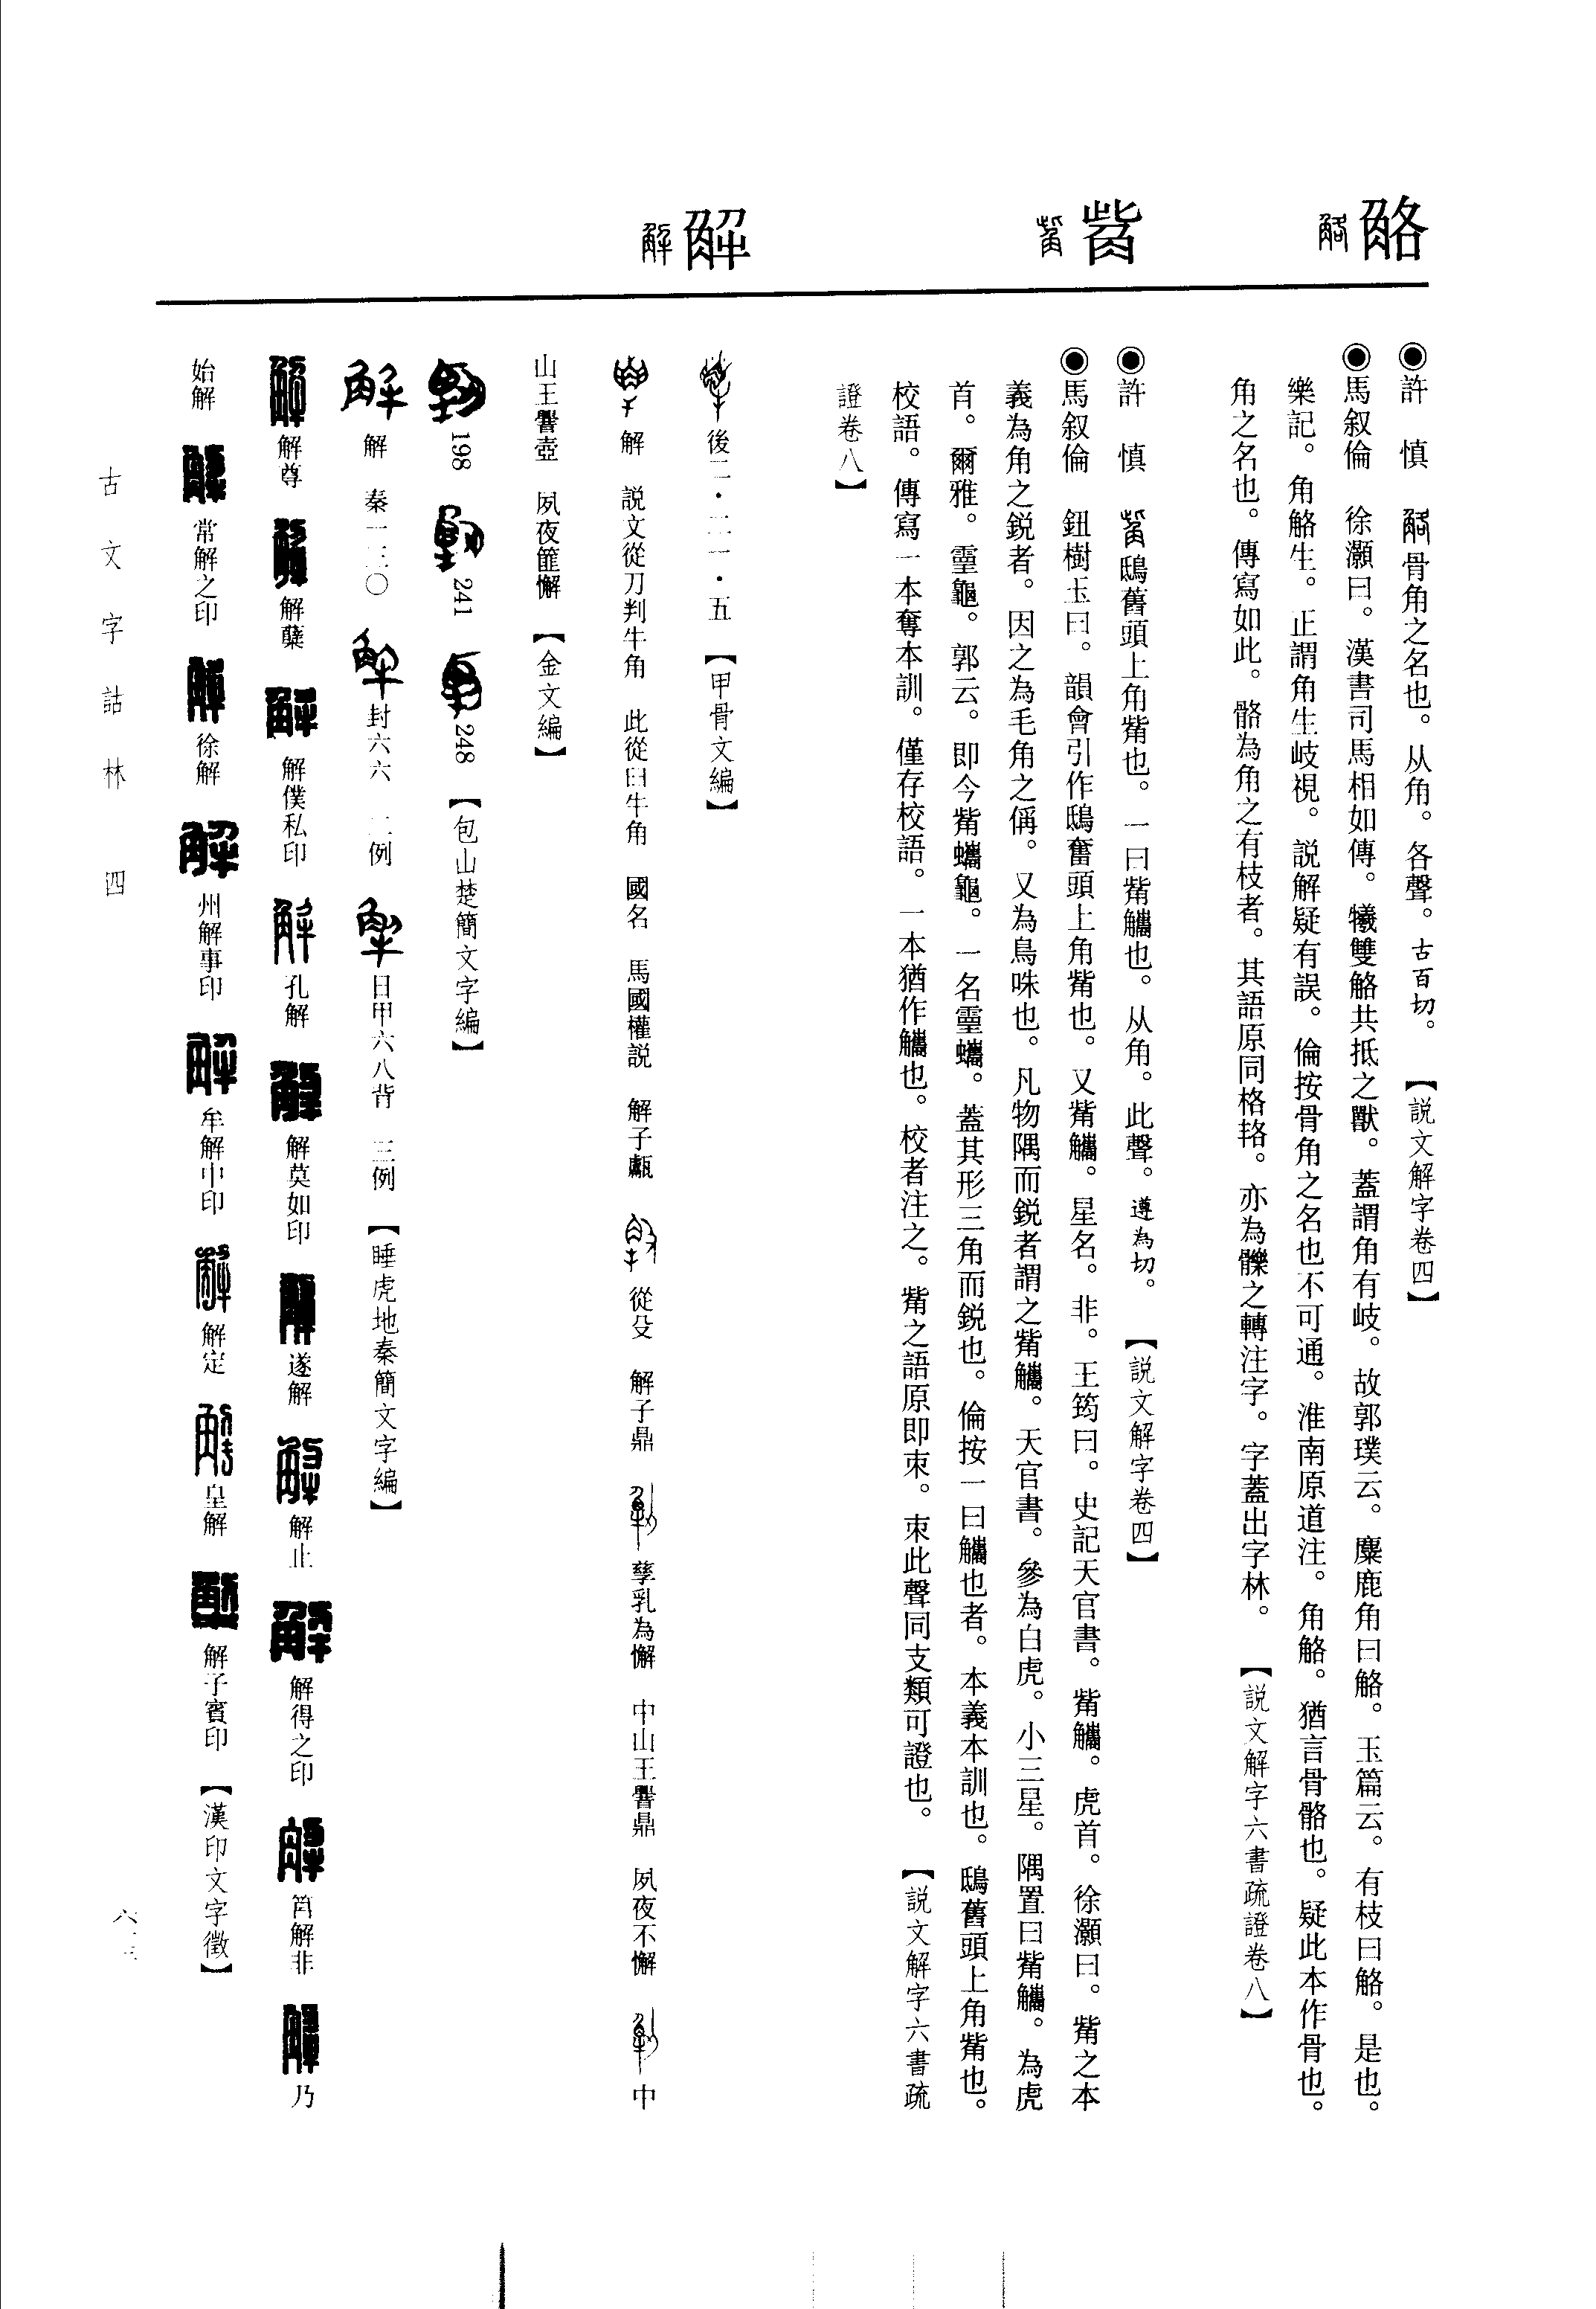 觡
觜
解
◉許　慎　骨角之名也。从角。各聲。古百切。【說文解字卷四】
◉馬叙倫　徐灝曰。漢書司馬相如傳。犧雙觡共抵之獸。蓋謂角有岐。故郭璞云。麋鹿角曰觡。玉篇云。有枝曰觡。是也。
樂記。角觡生。正謂角生岐視。説解疑有誤。倫按骨角之名也不可通。淮南原道注。角觡。猶言骨骼也。疑此本作骨也。
角之名也。傳寫如此。骼為角之有枝者。其語原同格㧉。亦為髍之轉注字。字蓋出字林。【說文解字六書疏證卷八】
◉許　慎　鴟舊頭上角觜也。一曰觜觿也。从角。此聲。遵為切。【說文解字卷四】
◉馬叙倫　鈕樹玉曰。韻會引作鴟奮頭上角觜也。又觜觿。星名。非。王筠曰。史記天官書。觜觿。虎首。徐灝曰。觜之本
義為角之鋭者。因之為毛角之偁。又為鳥咮也。凡物隅而鋭者謂之觜觿。天官書。參為白虎。小三星。隅置曰觜觿。為虎
首。爾雅。靈龜。郭云。即今觜蠵龜。一名靈蠵。蓋其形三角而鋭也。倫按一曰觿也者。本義本訓也。鴟舊頭上角觜也。
校語。傳寫一本奪本訓。僅存校語。一本猶作觿也。校者注之。觜之語原即朿。朿此聲同支類可證也。【說文解字六書疏
證卷八】
後二·二一·五　【甲骨文編】
解　説文從刀判牛角　此從臼牛角　國名　馬國權説　解子甗　從殳　解子鼎　孳乳為懈　中山王𰯼鼎　夙夜不懈　中
山王𰯼壺　夙夜篚懈　【金文編】
198　241　248　【包山楚簡文字編】
解　秦一三〇　封六六　二例　日甲六八背　三例　【睡虎地秦簡文字編】
解尊　解蘖　解僕私印　孔解　解莫如印　遂解　解止　解得之印　筥解非　乃
始解　常解之印　徐解　州解事印　牟解中印　解定　皇解　解子賓印　【漢印文字徵】
古文字詁林　四